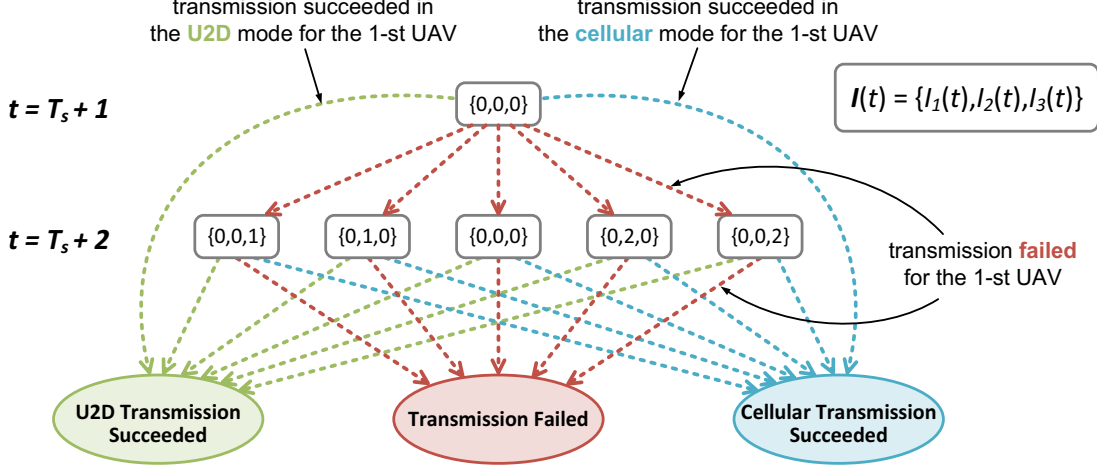 transmission succeeded in
the U2D mode for the 1-st UAV
transmission succeeded in
the cellular mode for the 1-st UAV
t = Tₛ + 1
{0,0,0}
I(t) = {I₁(t),I₂(t),I₃(t)}
t = Tₛ + 2
{0,0,1}
{0,1,0}
{0,0,0}
{0,2,0}
{0,0,2}
transmission failed
for the 1-st UAV
U2D Transmission
Succeeded
Transmission Failed
Cellular Transmission
Succeeded